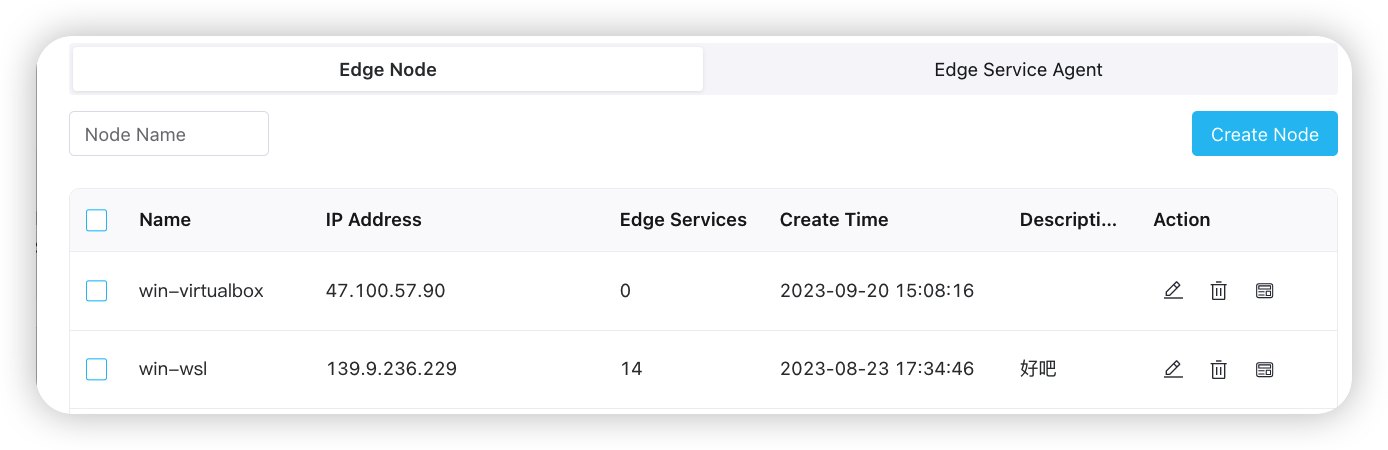 Edge Node Edge Service Agent
Node Name Create Node
Name IP Address Edge Services Create Time Descripti... Action
win-virtualbox 47.100.57.90 0 2023-09-20 15:08:16
win-wsl 139.9.236.229 14 2023-08-23 17:34:46 好吧